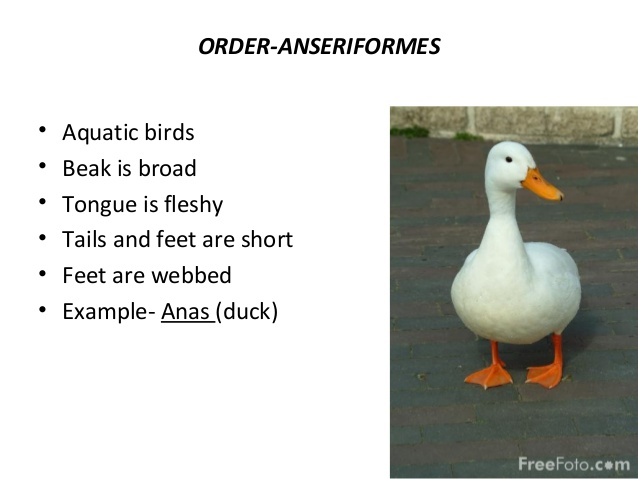 ORDER-ANSERIFORMES
• Aquatic birds
• Beak is broad
• Tongue is fleshy
• Tails and feet are short
• Feet are webbed
• Example- Anas (duck)
FreeFoto.com